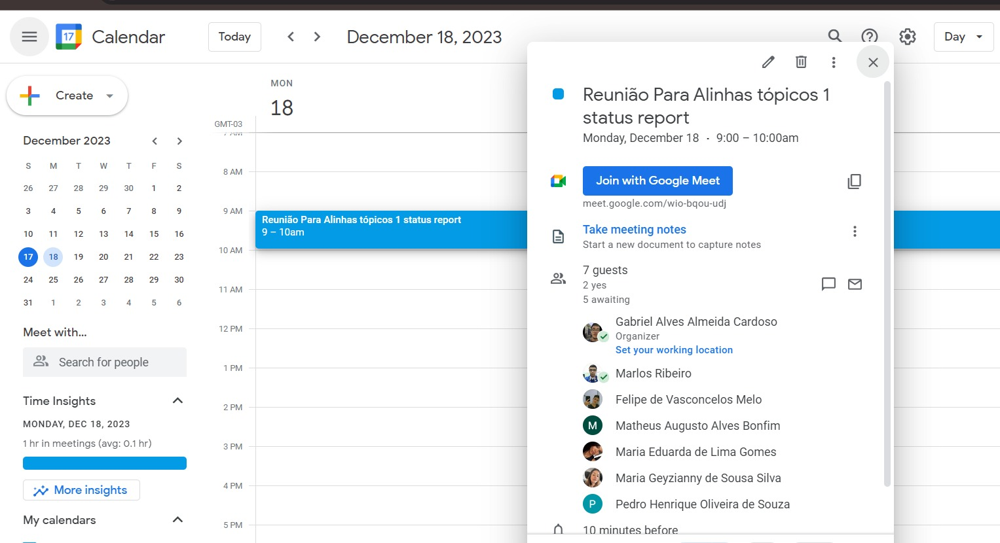 17
Calendar
Today
December 18, 2023
Day
Create
December 2023
S M T W T F S
26 27 28 29 30 1 2
3 4 5 6 7 8 9
10 11 12 13 14 15 16
17 18 19 20 21 22 23
24 25 26 27 28 29 30
31 1 2 3 4 5 6
Meet with...
Search for people
Time Insights
MONDAY, DEC 18, 2023
1 hr in meetings (avg: 0.1 hr)
More insights
My calendars
MON
18
GMT-03
7 AM
8 AM
9 AM
10 AM
11 AM
12 PM
1 PM
2 PM
3 PM
4 PM
5 PM
Reunião Para Alinhas tópicos 1 status report
9 – 10am
Reunião Para Alinhas tópicos 1
status report
Monday, December 18 · 9:00 – 10:00am
Join with Google Meet
meet.google.com/wio-bqou-udj
Take meeting notes
Start a new document to capture notes
7 guests
2 yes
5 awaiting
Gabriel Alves Almeida Cardoso
Organizer
Set your working location
Marlos Ribeiro
Felipe de Vasconcelos Melo
M
Matheus Augusto Alves Bonfim
Maria Eduarda de Lima Gomes
Maria Geyzianny de Sousa Silva
P
Pedro Henrique Oliveira de Souza
10 minutes before